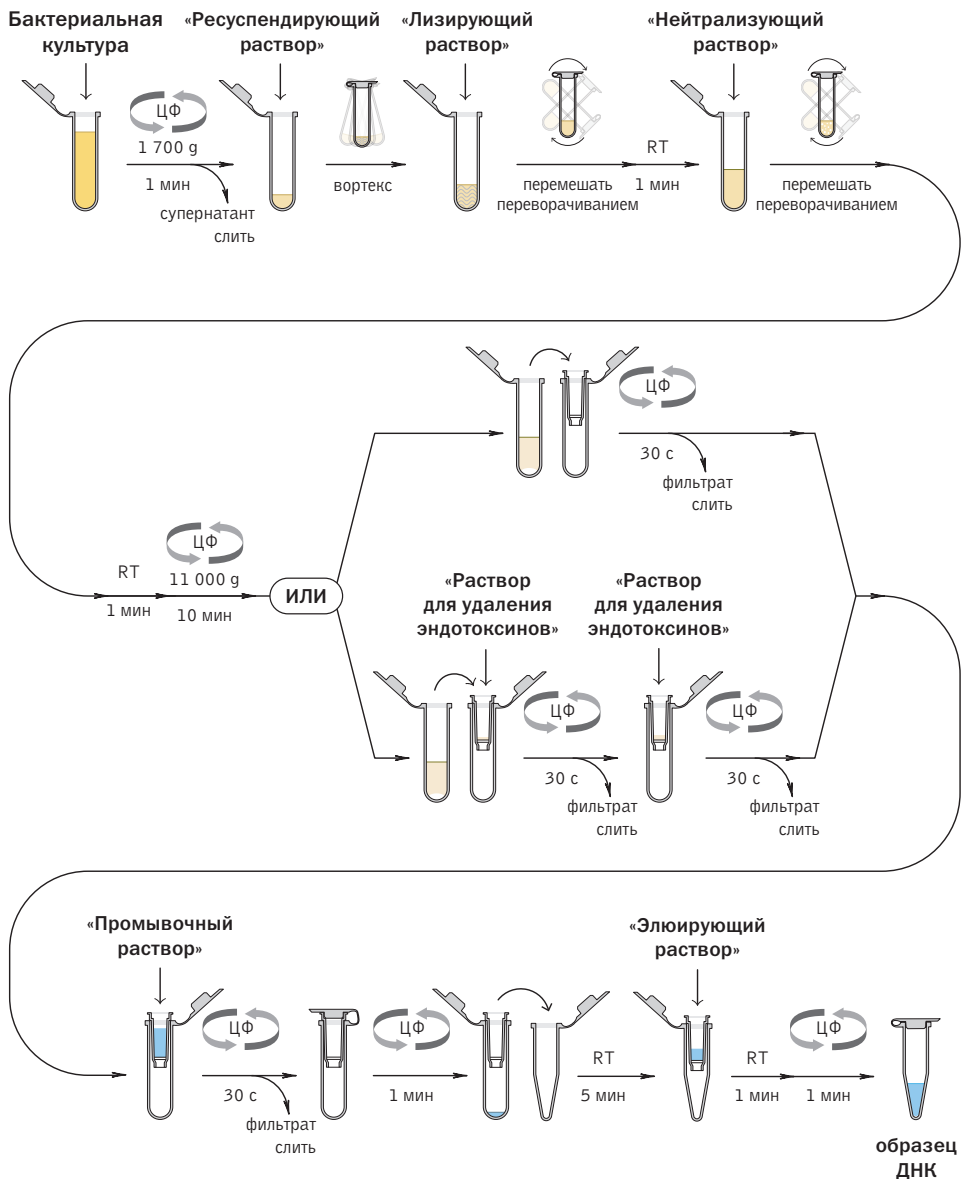 Бактериальная
культура
«Ресуспендирующий
раствор»
«Лизирующий
раствор»
«Нейтрализующий
раствор»
ЦФ
1 700 g
1 мин
супернатант
слить
вортекс
перемешать
переворачиванием
RT
1 мин
перемешать
переворачиванием
RT
1 мин
ЦФ
11 000 g
10 мин
ИЛИ
ЦФ
30 с
фильтрат
слить
«Раствор
для удаления
эндотоксинов»
ЦФ
30 с
фильтрат
слить
«Раствор
для удаления
эндотоксинов»
ЦФ
30 с
фильтрат
слить
«Промывочный
раствор»
ЦФ
30 с
фильтрат
слить
ЦФ
1 мин
RT
5 мин
«Элюирующий
раствор»
RT
1 мин
ЦФ
1 мин
образец
ДНК